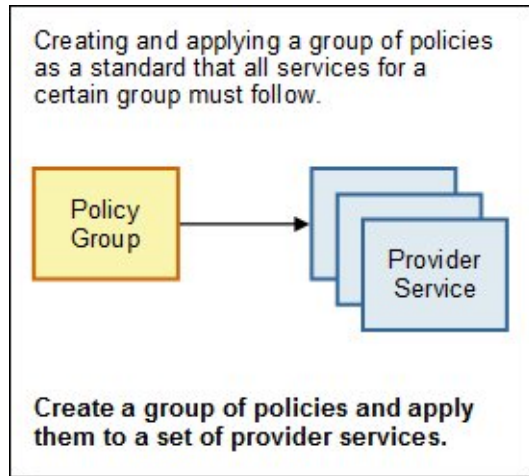 Creating and applying a group of policies
as a standard that all services for a
certain group must follow.
Policy
Group
Provider
Service
Create a group of policies and apply
them to a set of provider services.